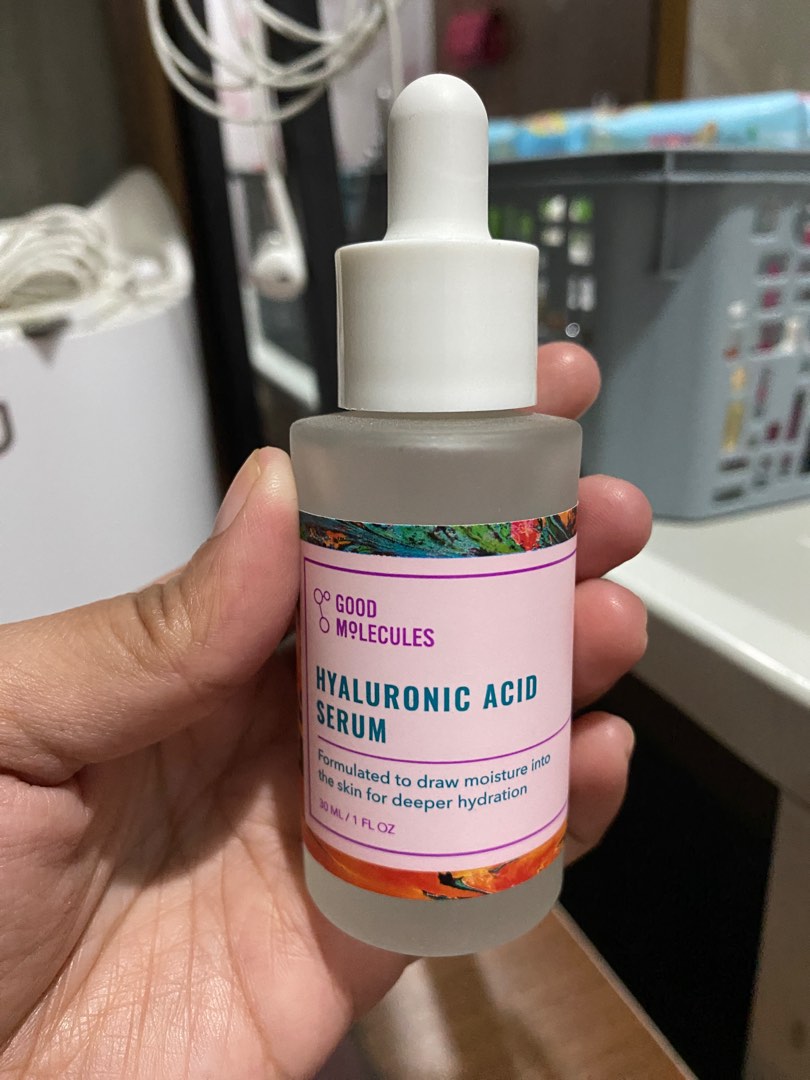 GOOD
MOLECULES
HYALURONIC ACID
SERUM
Formulated to draw moisture into
the skin for deeper hydration
30 ML / 1 FL OZ